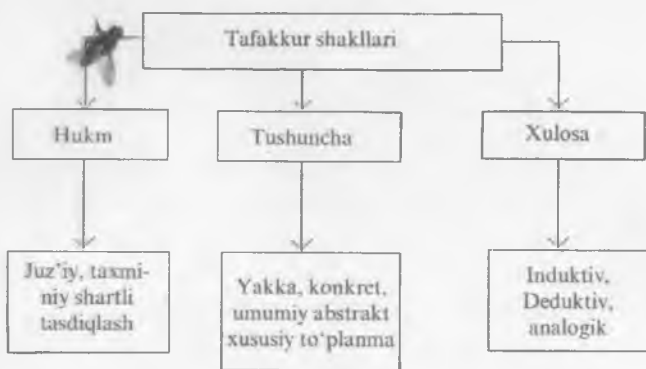 Tafakkur shakllari
Hukm
Tushuncha
Xulosa
Juz'iy, taxmi-
niy shartli
tasdiqlash
Yakka, konkret,
umumiy abstrakt
xususiy to‘planma
Induktiv,
Deduktiv,
analogik